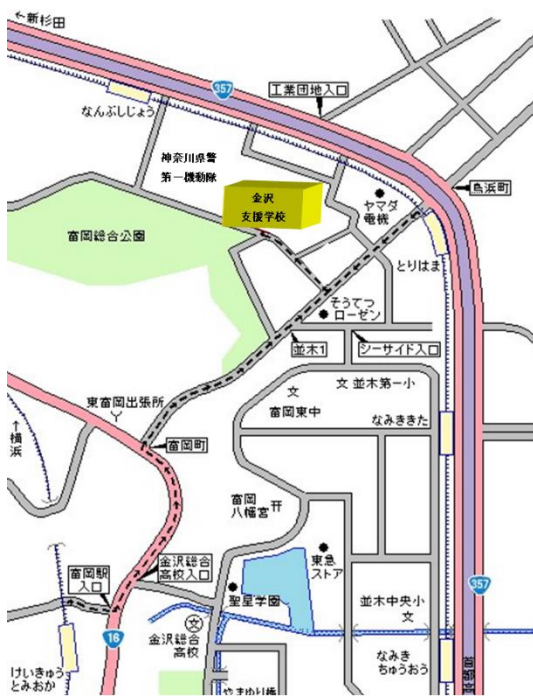 ←新杉田
357
工業団地入口
なんぶしじょう
神奈川県警
第一機動隊
金沢
支援学校
ヤマダ
電機
鳥浜町
富岡総合公園
とりはま
そうてつ
ローゼン
並木1
シーサイド入口
文 並木第一小
文
富岡東中
なみききた
東富岡出張所
↑
横
浜
富岡町
富岡
八幡宮
金沢総合
高校入口
富岡駅
入口
東急
ストア
聖星学園
357
並木中央小
文
文
16
金沢総合
高校
けいきゅう
とみおか
やまゆり橋
なみき
ちゅうおう